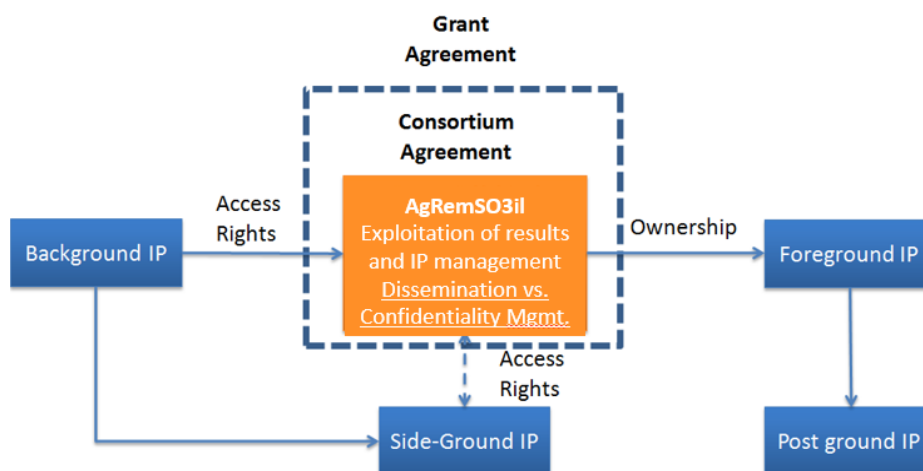 Grant
Agreement
Consortium
Agreement
AgRemSO3il
Exploitation of results
and IP management
Dissemination vs.
Confidentiality Mgmt.
Access
Rights
Background IP
Ownership
Foreground IP
Access
Rights
Side-Ground IP
Post ground IP